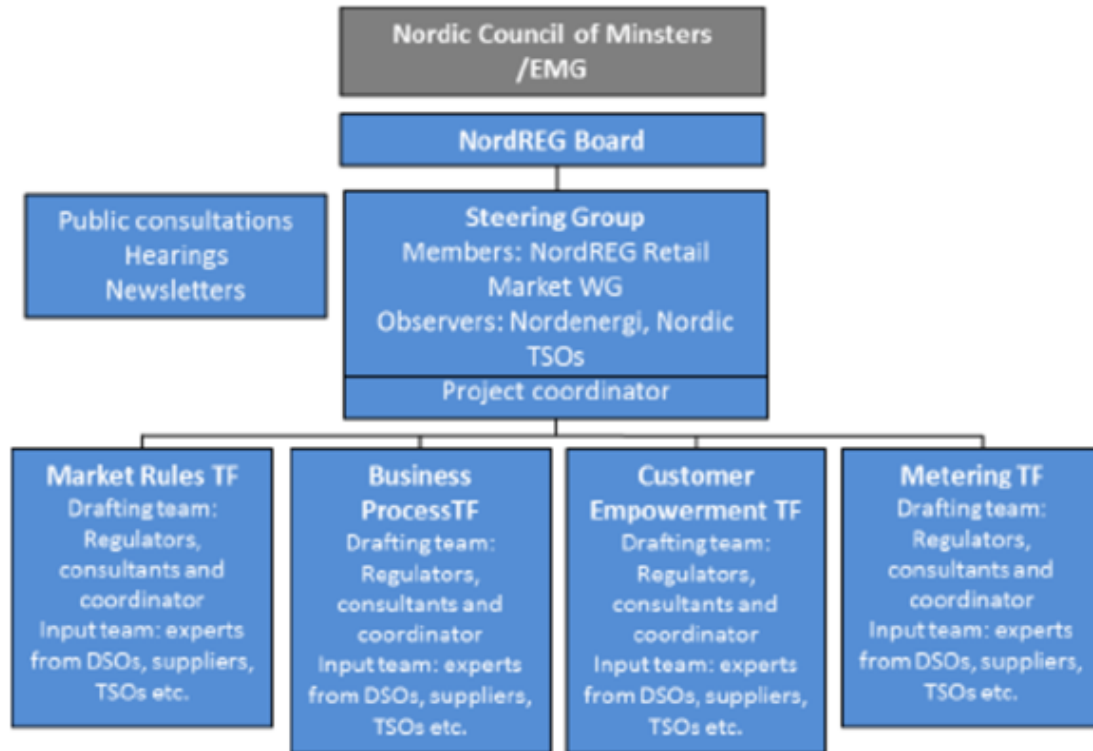 Nordic Council of Minsters
/EMG
NordREG Board
Public consultations
Hearings
Newsletters
Steering Group
Members: NordREG Retail
Market WG
Observers: Nordenergi, Nordic
TSOs
Project coordinator
Market Rules TF
Drafting team:
Regulators,
consultants and
coordinator
Input team: experts
from DSOs, suppliers,
TSOs etc.
Business
ProcessTF
Drafting team:
Regulators,
consultants and
coordinator
Input team: experts
from DSOs, suppliers,
TSOs etc.
Customer
Empowerment TF
Drafting team:
Regulators,
consultants and
coordinator
Input team: experts
from DSOs, suppliers,
TSOs etc.
Metering TF
Drafting team:
Regulators,
consultants and
coordinator
Input team: experts
from DSOs, suppliers,
TSOs etc.